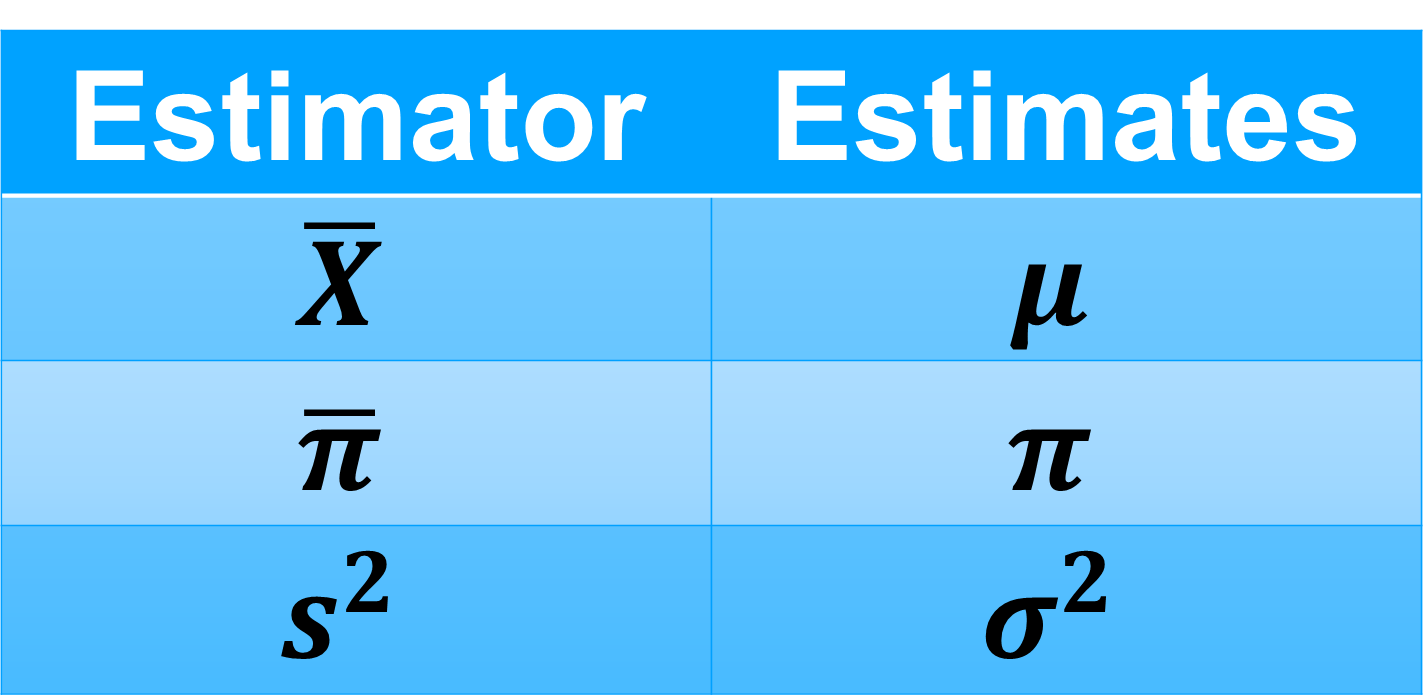 Estimator Estimates
X̄ μ
π̄ π
s² σ²